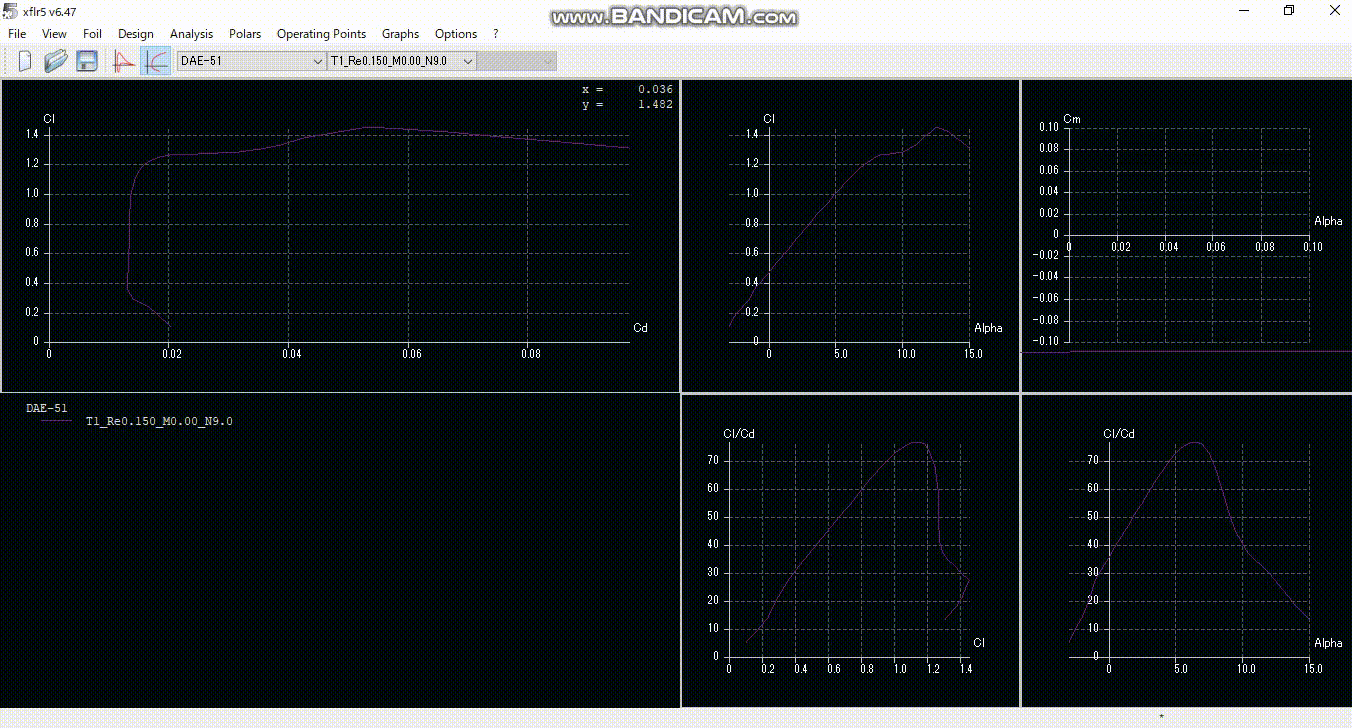 xflr5 v6.47
www.BANDICAM.com
File View Foil Design Analysis Polars Operating Points Graphs Options ?
DAE-51 T1_Re0.150_M0.00_N9.0
x = 0.036
y = 1.482
Cl
1.4
1.2
1.0
0.8
0.6
0.4
0.2
0
Cd
0 0.02 0.04 0.06 0.08
Cl
1.4
1.2
1.0
0.8
0.6
0.4
0.2
0
Alpha
0 5.0 10.0 15.0
Cm
0.10
0.08
0.06
0.04
0.02
0
Alpha
0 0.02 0.04 0.06 0.08 0.10
-0.02
-0.04
-0.06
-0.08
-0.10
DAE-51
T1_Re0.150_M0.00_N9.0
Cl/Cd
70
60
50
40
30
20
10
0
Cl
0 0.2 0.4 0.6 0.8 1.0 1.2 1.4
Cl/Cd
70
60
50
40
30
20
10
0
Alpha
0 5.0 10.0 15.0
*